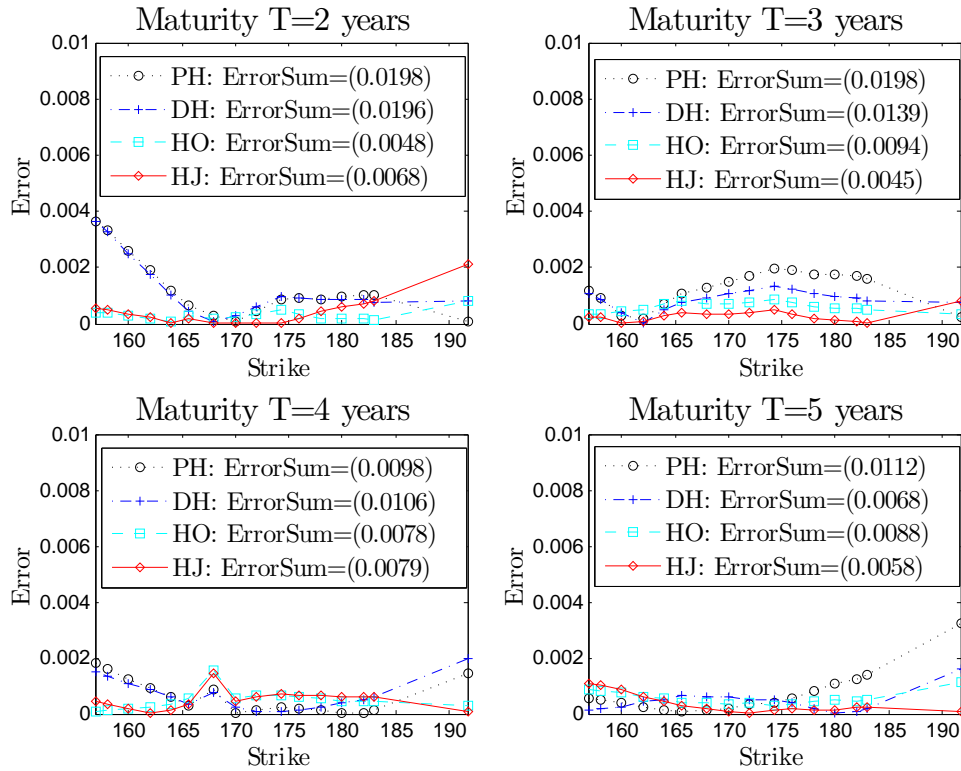 Maturity T=2 years
0.01
0.008
0.006
0.004
0.002
0
Error
PH: ErrorSum=(0.0198)
DH: ErrorSum=(0.0196)
HO: ErrorSum=(0.0048)
HJ: ErrorSum=(0.0068)
160 165 170 175 180 185 190
Strike
Maturity T=3 years
0.01
0.008
0.006
0.004
0.002
0
Error
PH: ErrorSum=(0.0198)
DH: ErrorSum=(0.0139)
HO: ErrorSum=(0.0094)
HJ: ErrorSum=(0.0045)
160 165 170 175 180 185 190
Strike
Maturity T=4 years
0.01
0.008
0.006
0.004
0.002
0
Error
PH: ErrorSum=(0.0098)
DH: ErrorSum=(0.0106)
HO: ErrorSum=(0.0078)
HJ: ErrorSum=(0.0079)
160 165 170 175 180 185 190
Strike
Maturity T=5 years
0.01
0.008
0.006
0.004
0.002
0
Error
PH: ErrorSum=(0.0112)
DH: ErrorSum=(0.0068)
HO: ErrorSum=(0.0088)
HJ: ErrorSum=(0.0058)
160 165 170 175 180 185 190
Strike